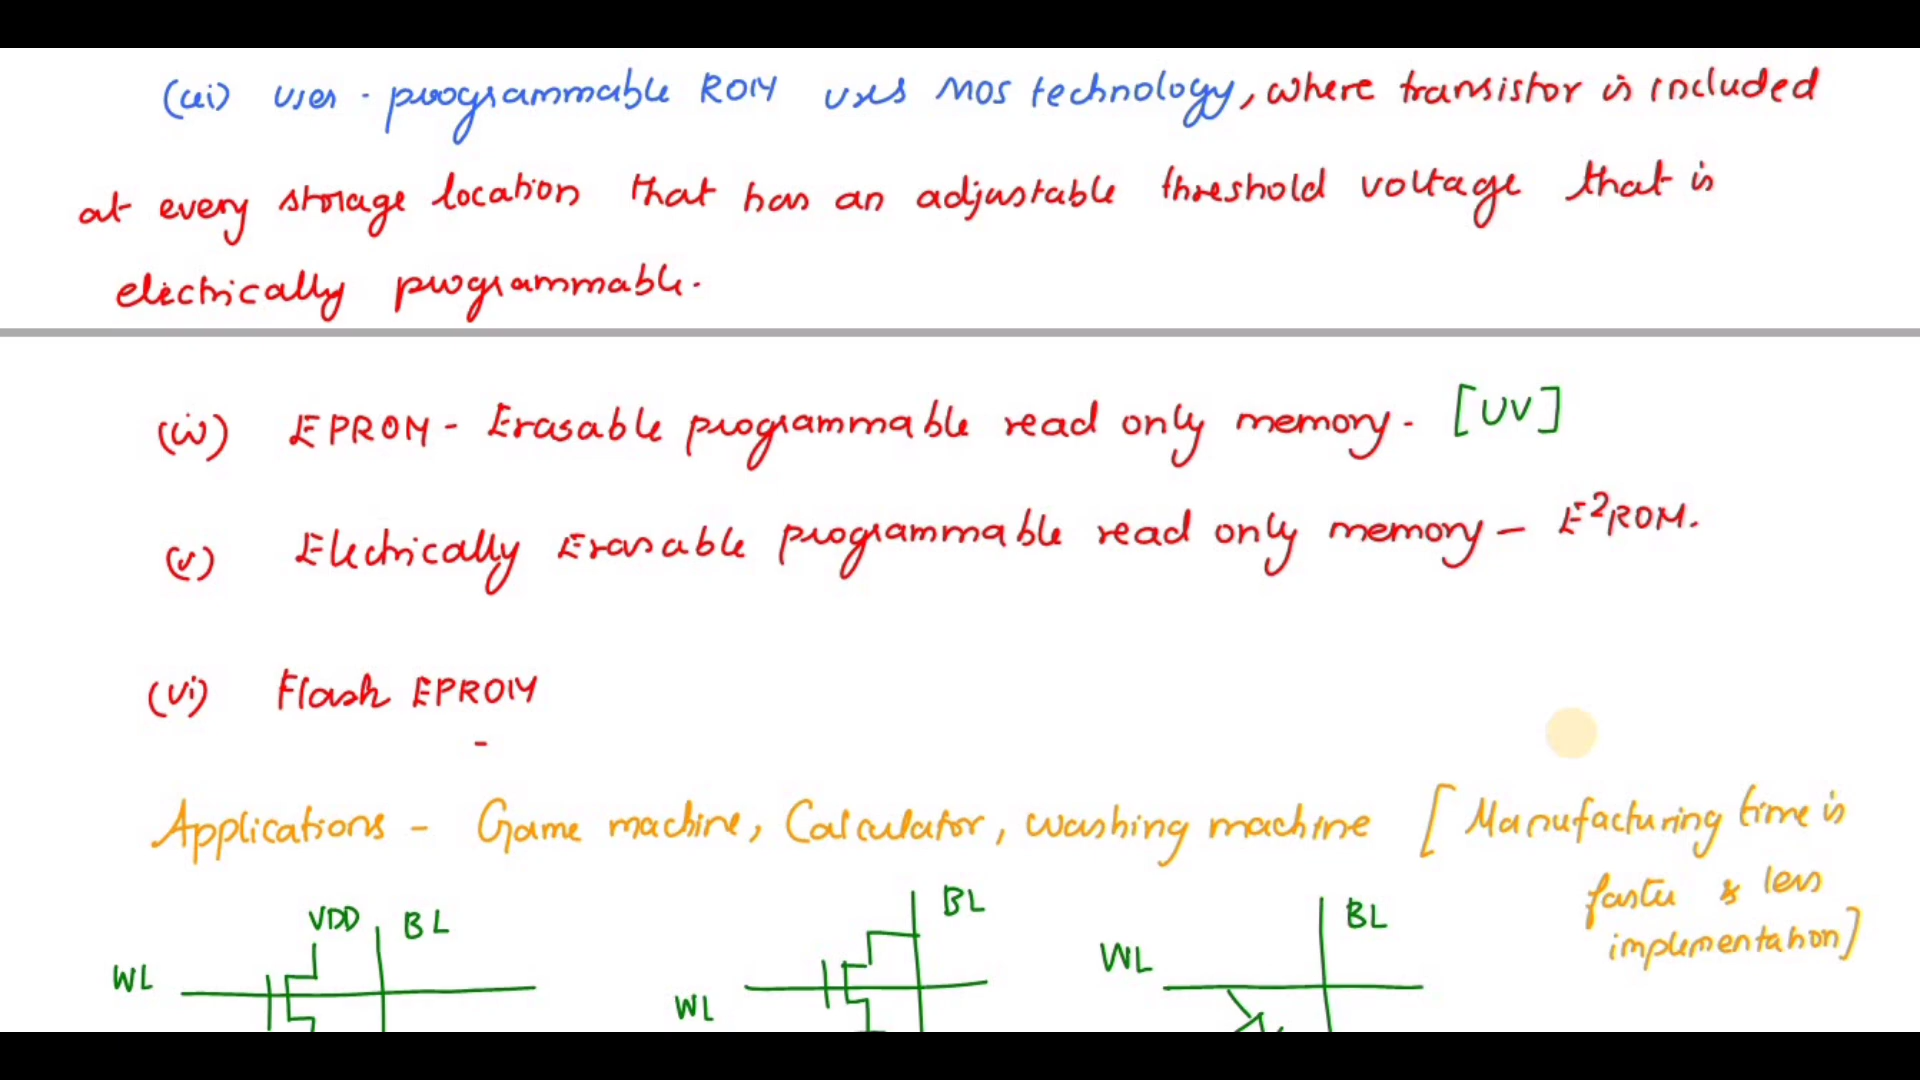 (iii) User - programmable ROM uses MOS technology, where transistor is included
at every storage location that has an adjustable threshold voltage that is
electrically programmable.
(iv) EPROM - Erasable programmable read only memory. [UV]
(v) Electrically Erasable programmable read only memory - E²ROM.
(vi) Flash EPROM
Applications - Game machine, Calculator, washing machine [Manufacturing time is
faster & less
implementation]
VDD BL
WL
BL
WL
BL
WL